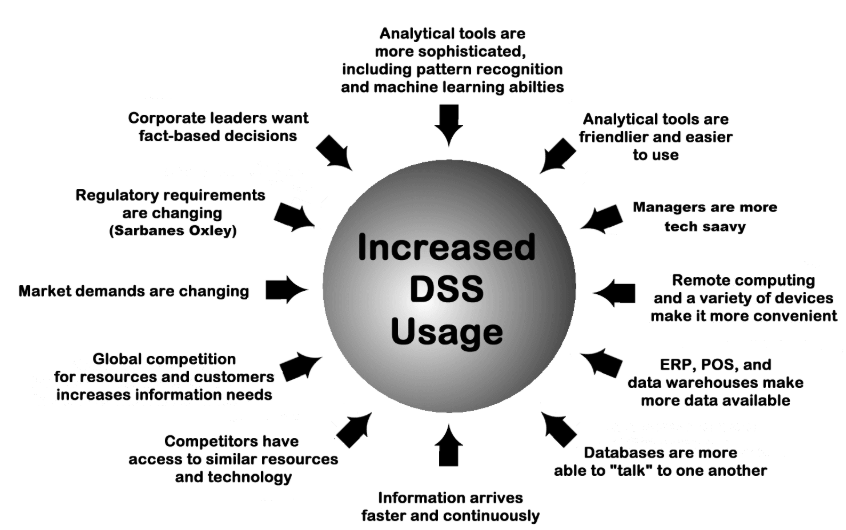 Analytical tools are
more sophisticated,
including pattern recognition
and machine learning abilties
Corporate leaders want
fact-based decisions
Analytical tools are
friendlier and easier
to use
Regulatory requirements
are changing
(Sarbanes Oxley)
Managers are more
tech saavy
Increased
DSS
Usage
Market demands are changing
Remote computing
and a variety of devices
make it more convenient
Global competition
for resources and customers
increases information needs
ERP, POS, and
data warehouses make
more data available
Competitors have
access to similar resources
and technology
Databases are more
able to "talk" to one another
Information arrives
faster and continuously